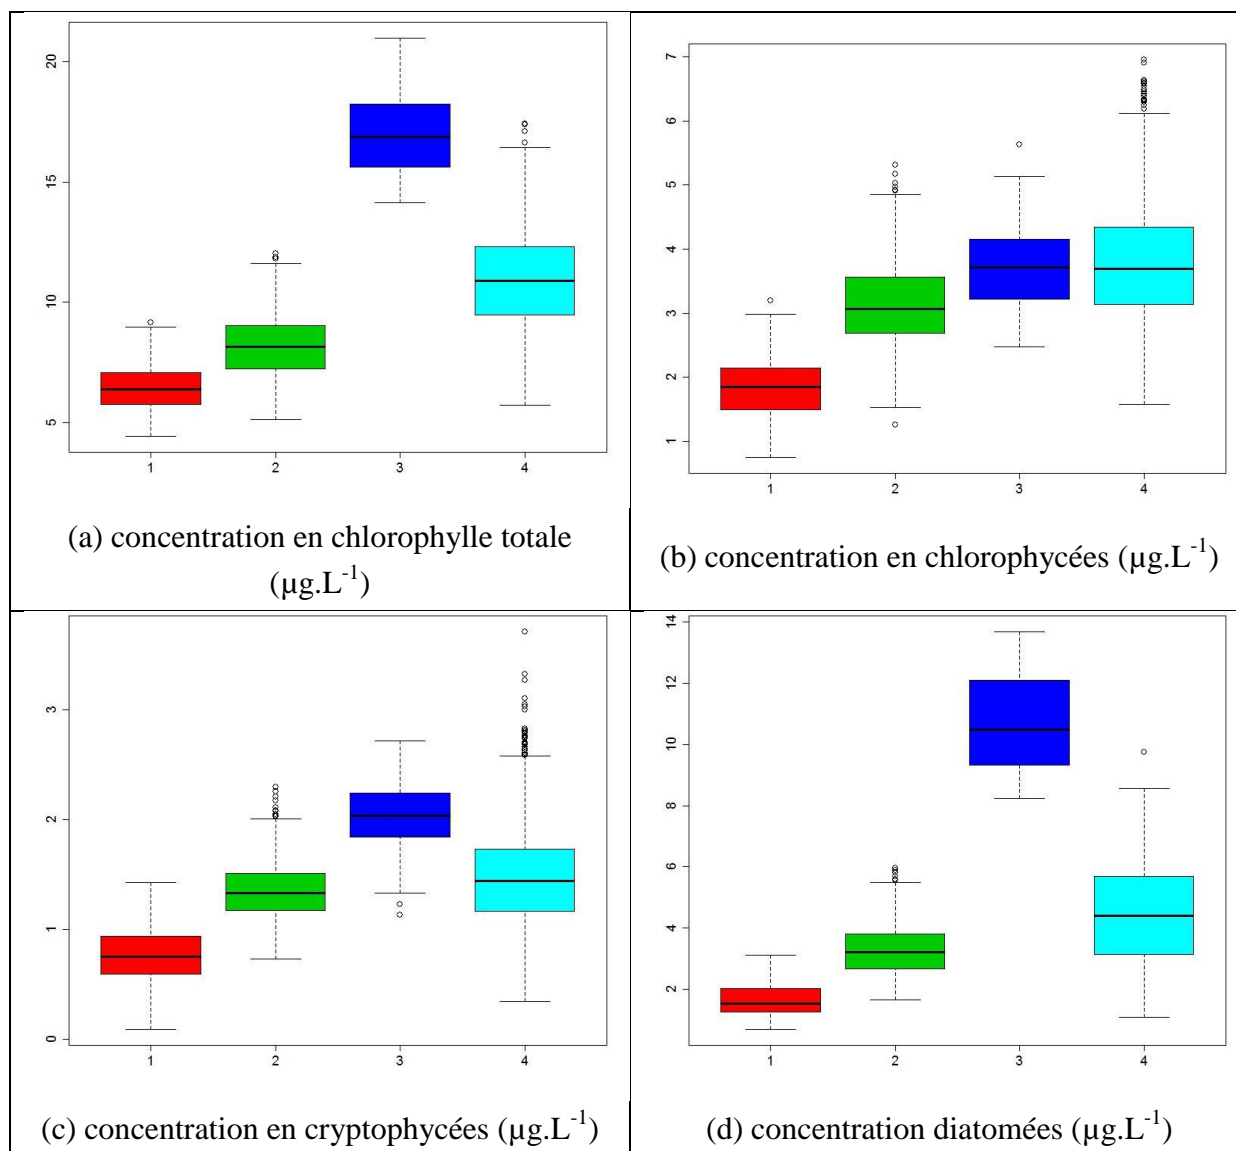 20
15
10
5
1 2 3 4
(a) concentration en chlorophylle totale
(µg.L-1)
7
6
5
4
3
2
1
1 2 3 4
(b) concentration en chlorophycées (µg.L-1)
3
2
1
0
1 2 3 4
(c) concentration en cryptophycées (µg.L-1)
14
12
10
8
6
4
2
1 2 3 4
(d) concentration diatomées (µg.L-1)